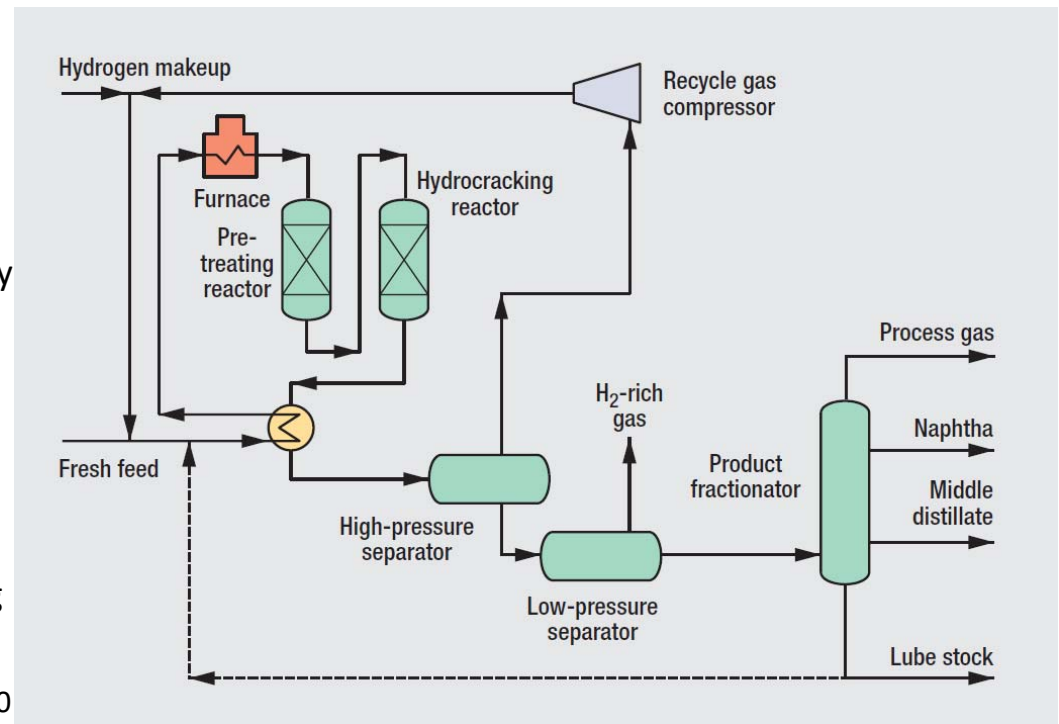 Hydrogen makeup
Recycle gas
compressor
Furnace
Hydrocracking
reactor
Pre-
treating
reactor
y
Process gas
H₂-rich
gas
Naphtha
Fresh feed
Product
fractionator
Middle
distillate
High-pressure
separator
Low-pressure
separator
Lube stock
0